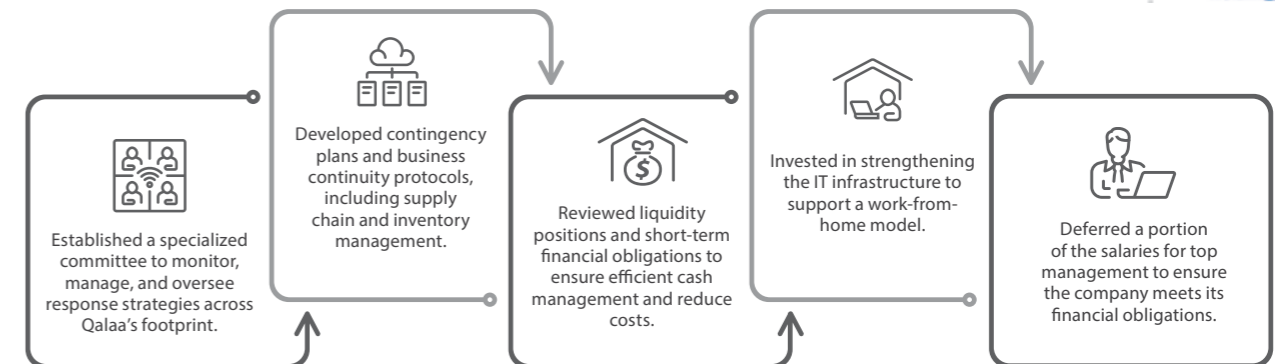 Established a specialized
committee to monitor,
manage, and oversee
response strategies across
Qalaa's footprint.
Developed contingency
plans and business
continuity protocols,
including supply
chain and inventory
management.
Reviewed liquidity
positions and short-term
financial obligations to
ensure efficient cash
management and reduce
costs.
Invested in strengthening
the IT infrastructure to
support a work-from-
home model.
Deferred a portion
of the salaries for top
management to ensure
the company meets its
financial obligations.